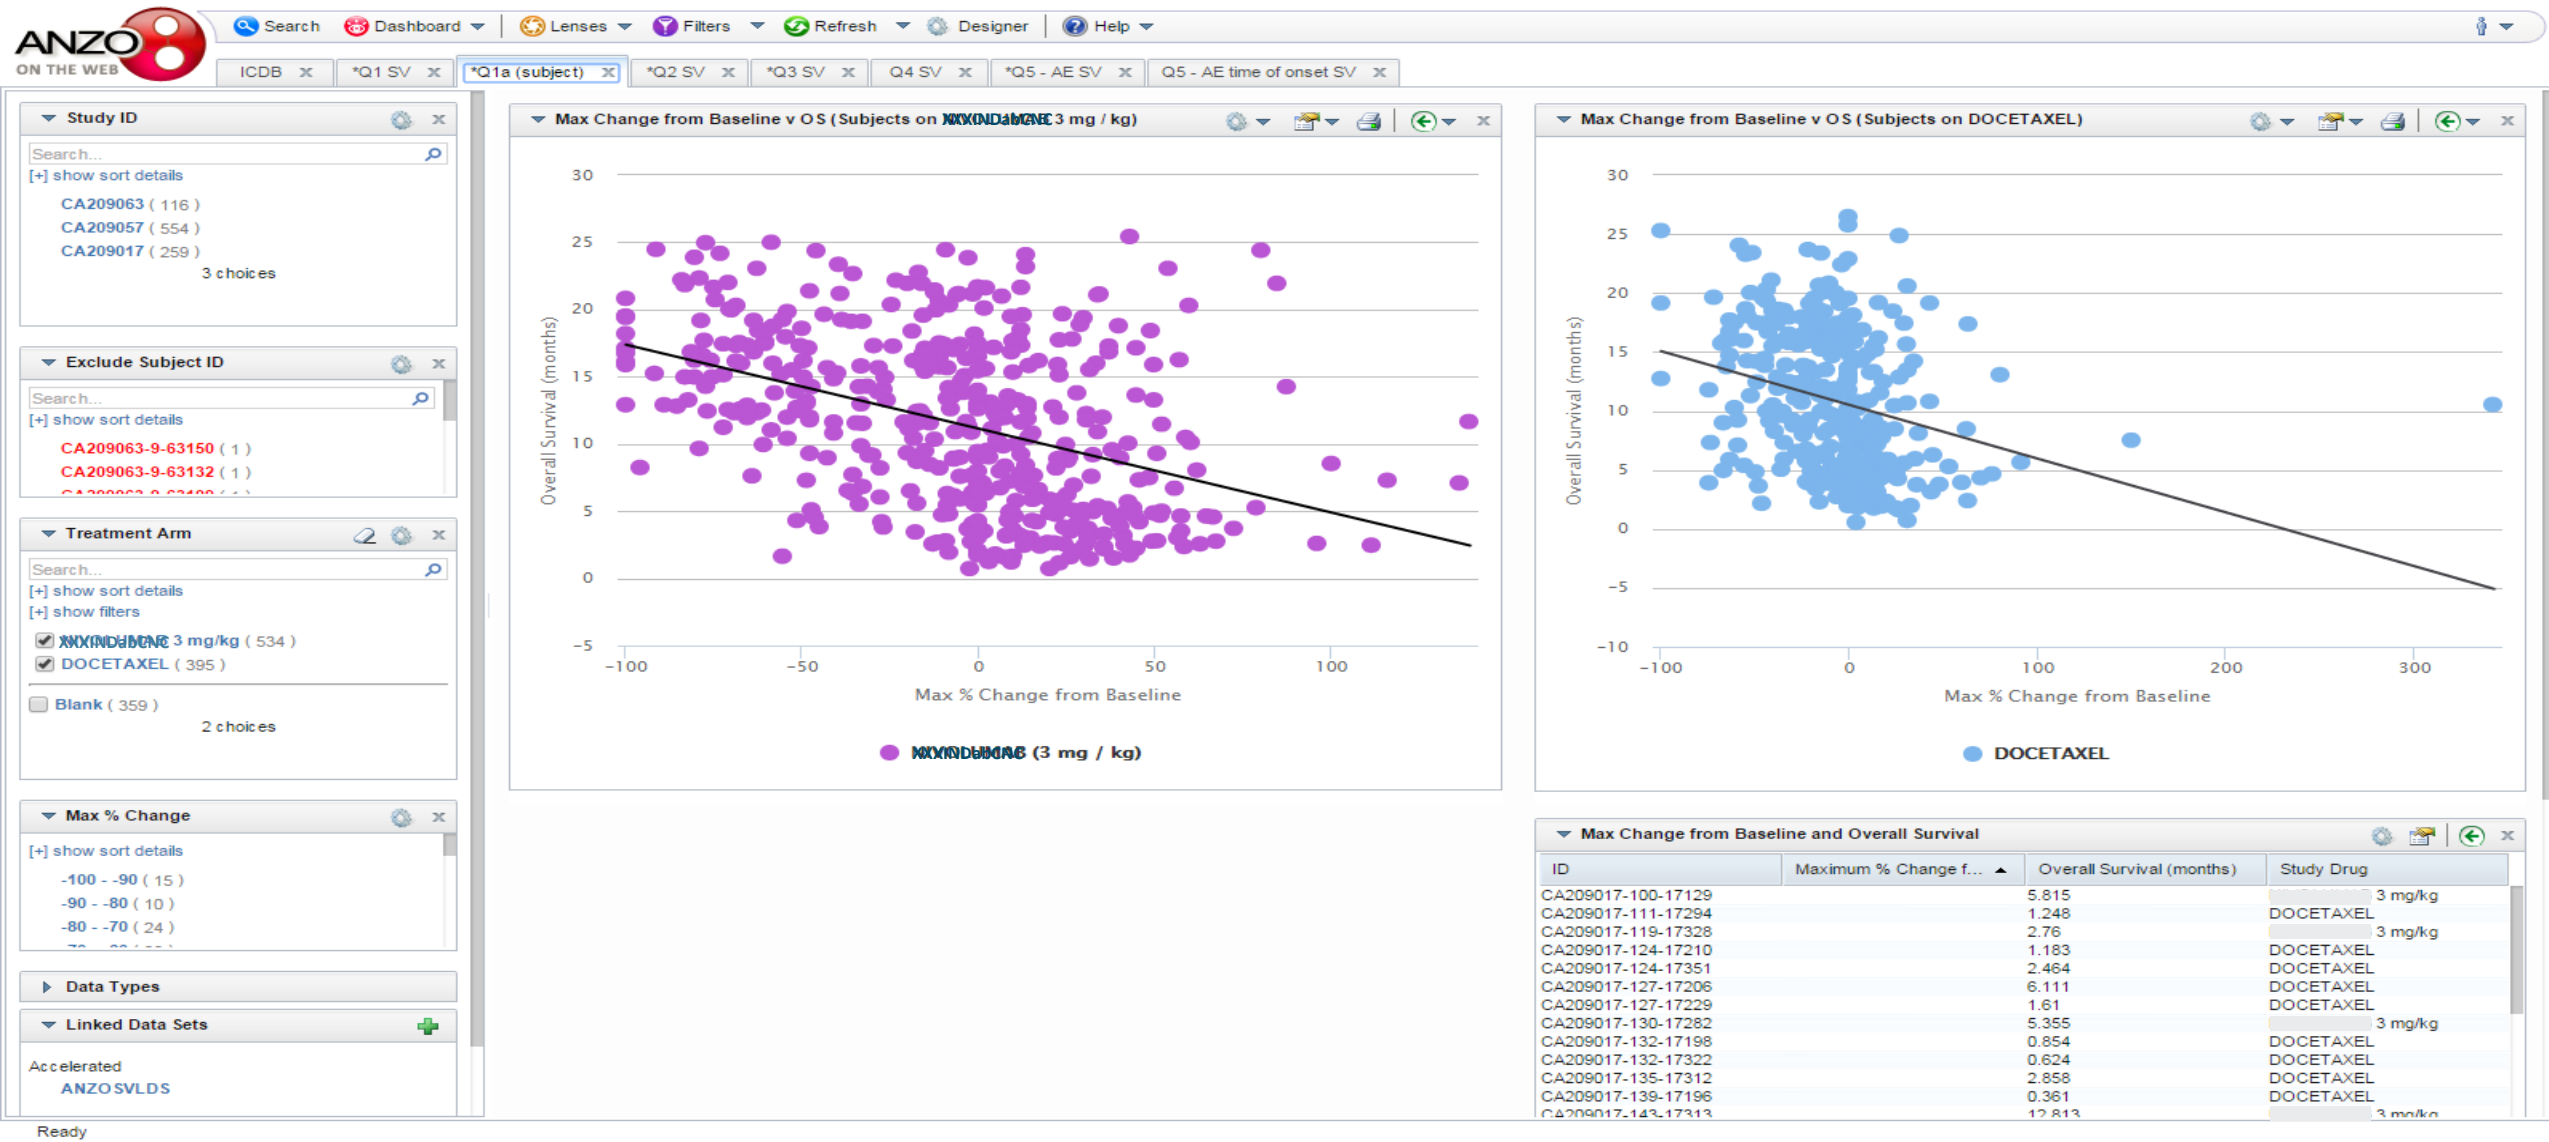 ANZO
ON THE WEB
Search Dashboard Lenses Filters Refresh Designer Help
ICDB x *Q1 SV x *Q1a (subject) x *Q2 SV x *Q3 SV x Q4 SV x *Q5 - AE SV x Q5 - AE time of onset SV x
Study ID
Search...
[+] show sort details
CA209063 ( 116 )
CA209057 ( 554 )
CA209017 ( 259 )
3 choices
Exclude Subject ID
Search...
[+] show sort details
CA209063-9-63150 ( 1 )
CA209063-9-63132 ( 1 )
Treatment Arm
Search...
[+] show sort details
[+] show filters
3 mg/kg ( 534 )
DOCETAXEL ( 395 )
Blank ( 359 )
2 choices
Max % Change
[+] show sort details
-100 - -90 ( 15 )
-90 - -80 ( 10 )
-80 - -70 ( 24 )
Data Types
Linked Data Sets
Accelerated
ANZOSVLDS
Ready
Max Change from Baseline v OS (Subjects on 3 mg / kg)
30
25
20
15
10
5
0
-5
Overall Survival (months)
-100 -50 0 50 100
Max % Change from Baseline
(3 mg / kg)
Max Change from Baseline v OS (Subjects on DOCETAXEL)
30
25
20
15
10
5
0
-5
-10
Overall Survival (months)
-100 0 100 200 300
Max % Change from Baseline
DOCETAXEL
Max Change from Baseline and Overall Survival
ID Maximum % Change f... Overall Survival (months) Study Drug
CA209017-100-17129 5.815 3 mg/kg
CA209017-111-17294 1.248 DOCETAXEL
CA209017-119-17328 2.76 3 mg/kg
CA209017-124-17210 1.183 DOCETAXEL
CA209017-124-17351 2.464 DOCETAXEL
CA209017-127-17206 6.111 DOCETAXEL
CA209017-127-17229 1.61 DOCETAXEL
CA209017-130-17282 5.355 3 mg/kg
CA209017-132-17198 0.854 DOCETAXEL
CA209017-132-17322 0.624 DOCETAXEL
CA209017-135-17312 2.858 DOCETAXEL
CA209017-139-17196 0.361 DOCETAXEL
CA209017-143-17313 12.813 3 mg/kg